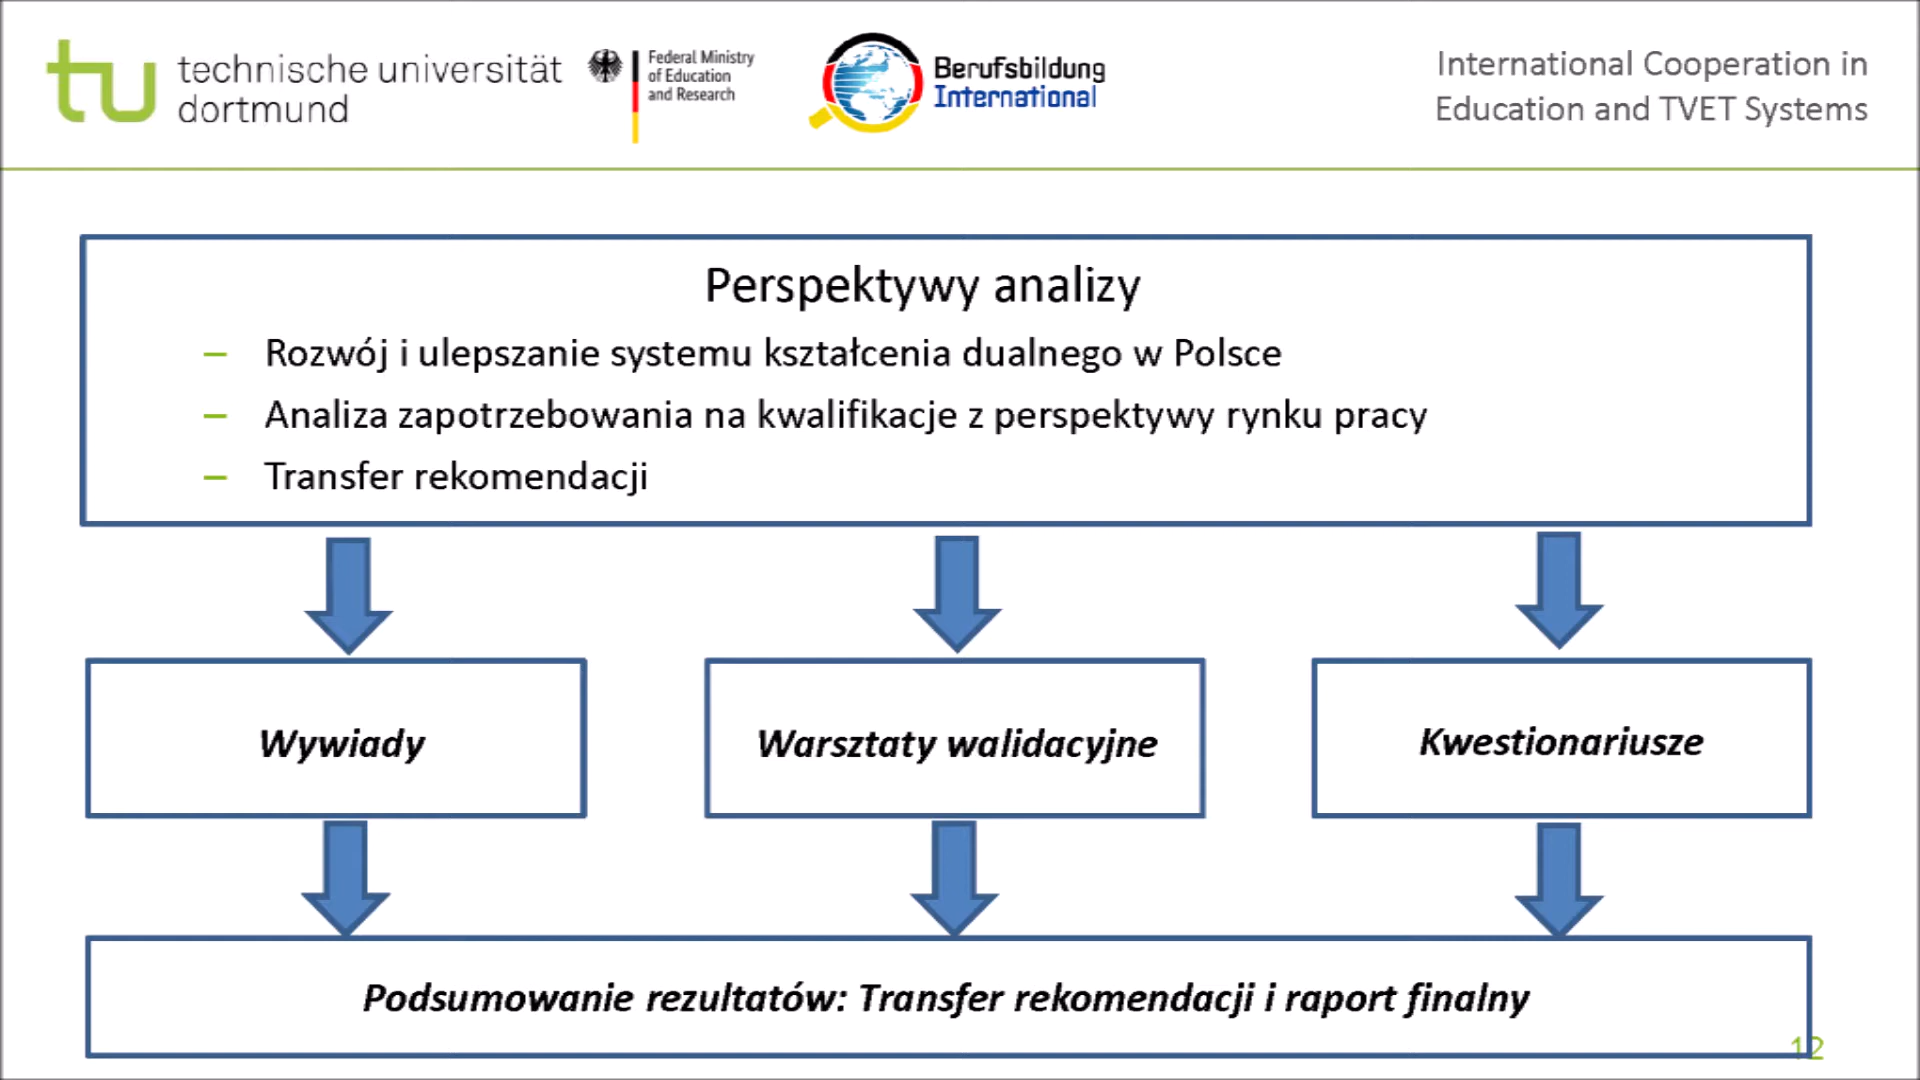 technische universität
dortmund
Federal Ministry
of Education
and Research
Berufsbildung
International
International Cooperation in
Education and TVET Systems
Perspektywy analizy
– Rozwój i ulepszanie systemu kształcenia dualnego w Polsce
– Analiza zapotrzebowania na kwalifikacje z perspektywy rynku pracy
– Transfer rekomendacji
Wywiady
Warsztaty walidacyjne
Kwestionariusze
Podsumowanie rezultatów: Transfer rekomendacji i raport finalny
12